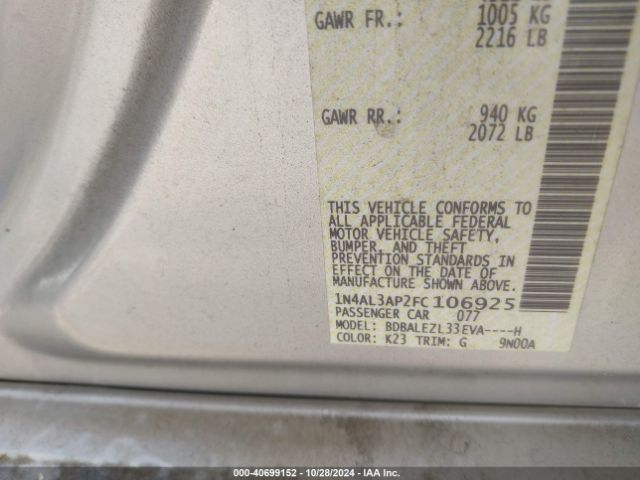 GAWR FR.: 1005 KG
2216 LB
GAWR RR.: 940 KG
2072 LB
THIS VEHICLE CONFORMS TO
ALL APPLICABLE FEDERAL
MOTOR VEHICLE SAFETY,
BUMPER, AND THEFT
PREVENTION STANDARDS IN
EFFECT ON THE DATE OF
MANUFACTURE SHOWN ABOVE.
1N4AL3AP2FC106925
PASSENGER CAR 077
MODEL: BDBALEZL33EVA----H
COLOR: K23 TRIM: G 9N00A
000-40699152 - 10/28/2024 - IAA Inc.